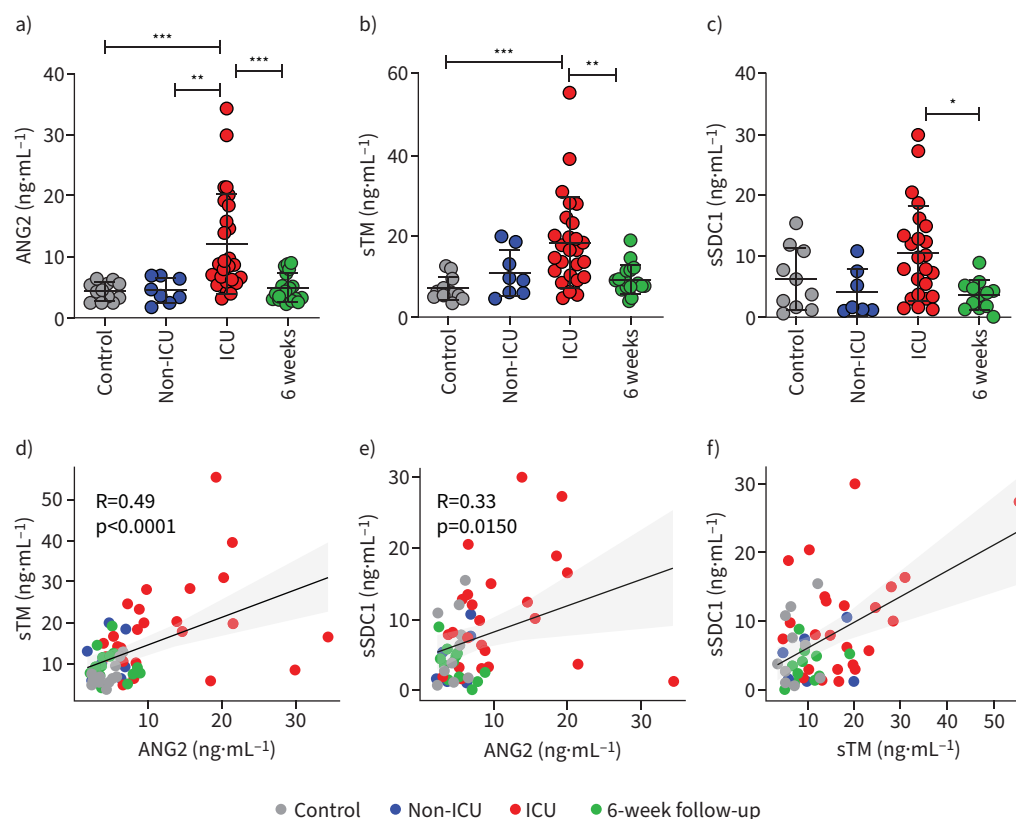 a)
***
**
***
ANG2 (ng·mL⁻¹)
40
30
20
10
0
Control
Non-ICU
ICU
6 weeks
b)
***
**
sTM (ng·mL⁻¹)
60
40
20
0
Control
Non-ICU
ICU
6 weeks
c)
*
sSDC1 (ng·mL⁻¹)
40
30
20
10
0
Control
Non-ICU
ICU
6 weeks
d)
R=0.49
p<0.0001
sTM (ng·mL⁻¹)
50
40
30
20
10
10 20 30
ANG2 (ng·mL⁻¹)
e)
R=0.33
p=0.0150
sSDC1 (ng·mL⁻¹)
30
20
10
0
10 20 30
ANG2 (ng·mL⁻¹)
f)
sSDC1 (ng·mL⁻¹)
30
20
10
0
10 20 30 40 50
sTM (ng·mL⁻¹)
Control Non-ICU ICU 6-week follow-up